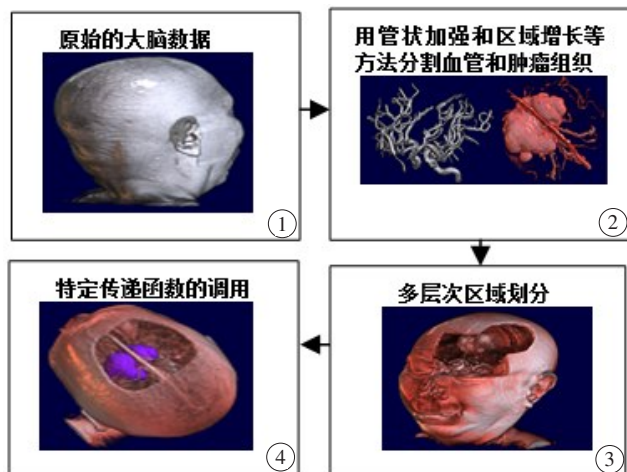 原始的大脑数据
①
用管状加强和区域增长等
方法分割血管和肿瘤组织
②
多层次区域划分
③
特定传递函数的调用
④